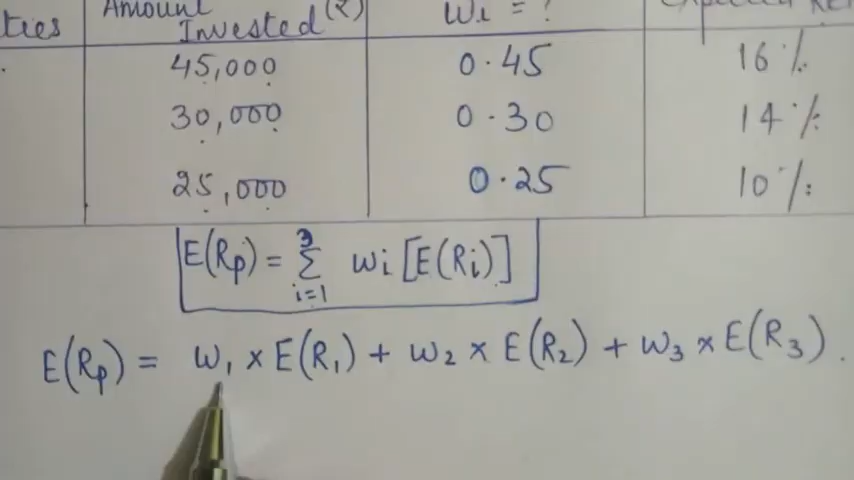 ties Amount Invested (₹) Wi = ?
45,000 0.45 16%
30,000 0.30 14%
25,000 0.25 10%
E(Rp) = 3 Σ i=1 Wi [E(Ri)]
E(Rp) = W1 × E(R1) + W2 × E(R2) + W3 × E(R3).